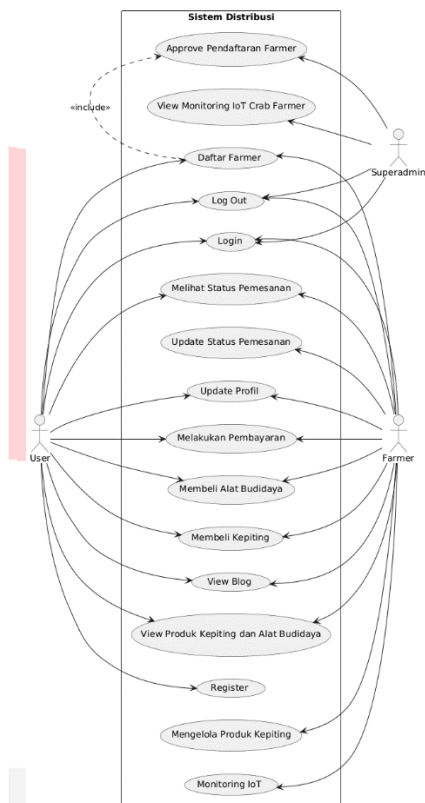 Sistem Distribusi
Approve Pendaftaran Farmer
«include»
View Monitoring IoT Crab Farmer
Superadmin
Daftar Farmer
Log Out
Login
Melihat Status Pemesanan
Update Status Pemesanan
Update Profil
Melakukan Pembayaran
User
Farmer
Membeli Alat Budidaya
Membeli Kepiting
View Blog
View Produk Kepiting dan Alat Budidaya
Register
Mengelola Produk Kepiting
Monitoring IoT